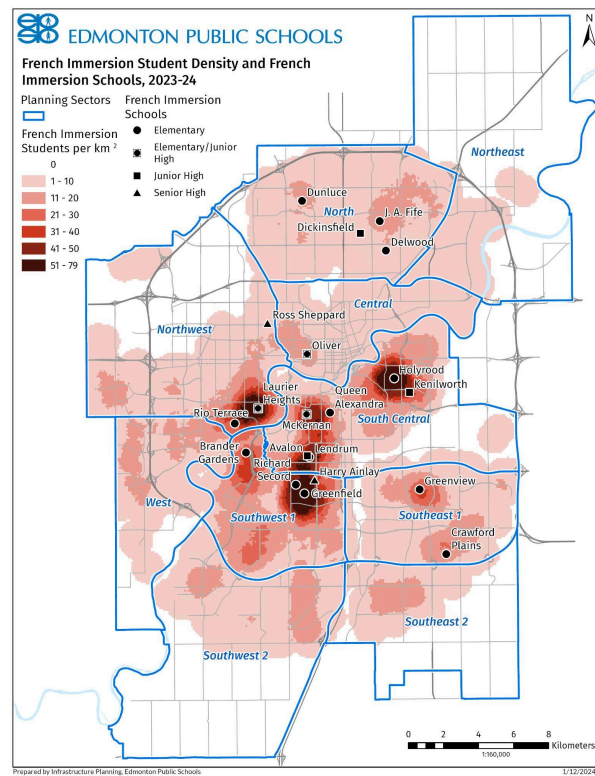 EDMONTON PUBLIC SCHOOLS
N
French Immersion Student Density and French
Immersion Schools, 2023-24
Planning Sectors
French Immersion
Students per km 2
0
1 - 10
11 - 20
21 - 30
31 - 40
41 - 50
51 - 79
French Immersion
Schools
Elementary
Elementary/Junior
High
Junior High
Senior High
Northeast
Dunluce
North
J. A. Fife
Dickinsfield
Delwood
Central
Ross Sheppard
Northwest
Oliver
Holyrood
Kenilworth
Laurier
Heights
Queen
Alexandra
Rio Terrace
McKernan
South Central
Brander
Gardens
Avalon
Lendrum
Richard
Secord
Harry Ainlay
Greenfield
Greenview
West
Southwest 1
Southeast 1
Crawford
Plains
Southeast 2
Southwest 2
0 2 4 6 8
Kilometers
1:160,000
Prepared by Infrastructure Planning, Edmonton Public Schools
1/12/2024